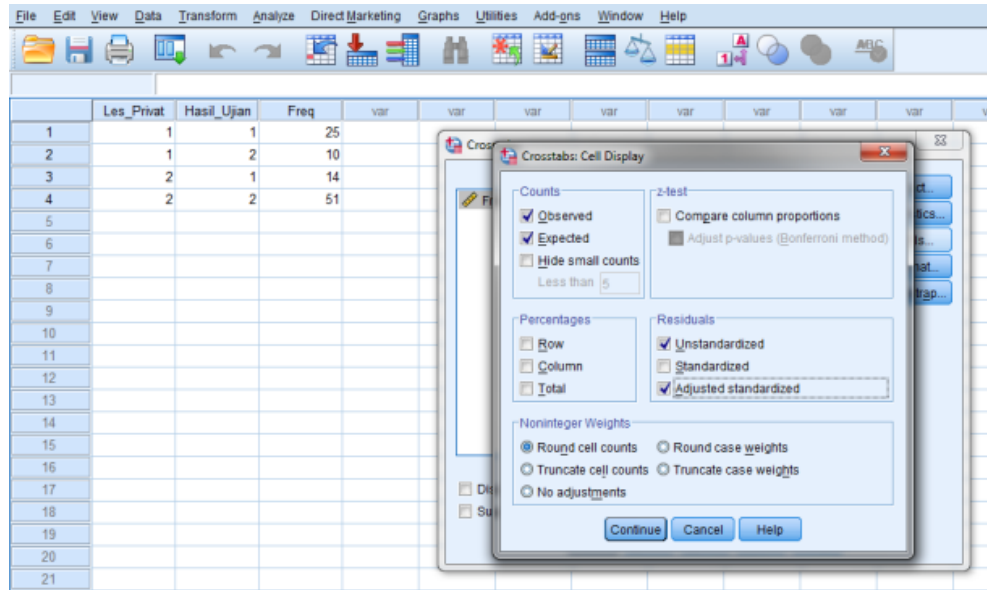 File Edit View Data Transform Analyze Direct Marketing Graphs Utilities Add-ons Window Help
A
1 ABC
Les_Privat Hasil_Ujian Freq var var var var var var var
1 1 1 25
2 1 2 10
3 2 1 14
4 2 2 51
5
6
7
8
9
10
11
12
13
14
15
16
17
18
19
20
21
Crosstabs: Cell Display
Counts
Observed
Expected
Hide small counts
Less than 5
z-test
Compare column proportions
Adjust p-values (Bonferroni method)
Percentages
Row
Column
Total
Residuals
Unstandardized
Standardized
Adjusted standardized
Noninteger Weights
Round cell counts Round case weights
Truncate cell counts Truncate case weights
No adjustments
Continue Cancel Help